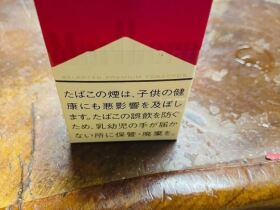 たばこの煙は、子供の健
康にも悪影響を及ぼし
ます。たばこの誤飲を防ぐ
ため、乳幼児の手が届か
ない所に保管・廃棄を。